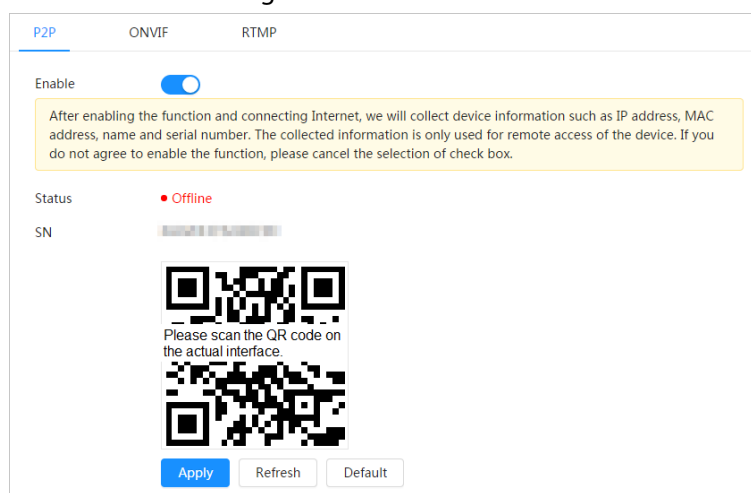 P2P ONVIF RTMP
Enable
After enabling the function and connecting Internet, we will collect device information such as IP address, MAC
address, name and serial number. The collected information is only used for remote access of the device. If you
do not agree to enable the function, please cancel the selection of check box.
Status Offline
SN
Please scan the QR code on
the actual interface.
Apply Refresh Default